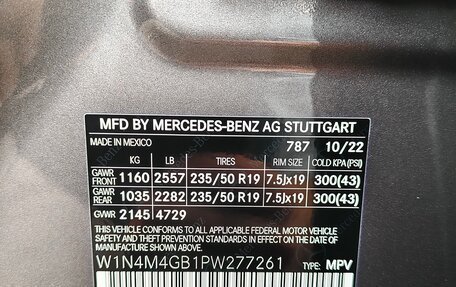 MFD BY MERCEDES-BENZ AG STUTTGART
MADE IN MEXICO 787 10/22
KG LB TIRES RIM SIZE COLD KPA(PSI)
GAWR FRONT 1160 2557 235/50 R19 7.5Jx19 300(43)
GAWR REAR 1035 2282 235/50 R19 7.5Jx19 300(43)
GVWR 2145 4729
THIS VEHICLE CONFORMS TO ALL APPLICABLE FEDERAL MOTOR VEHICLE
SAFETY AND THEFT PREVENTION STANDARDS IN EFFECT ON THE DATE
OF MANUFACTURE SHOWN ABOVE.
W1N4M4GB1PW277261 TYPE: MPV